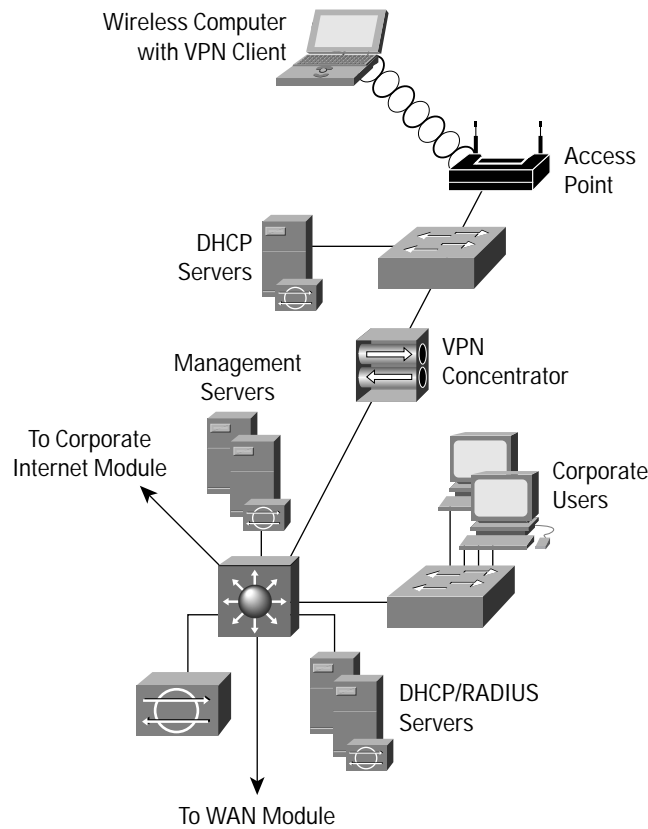 Wireless Computer
with VPN Client
Access
Point
DHCP
Servers
VPN
Concentrator
Management
Servers
To Corporate
Internet Module
Corporate
Users
DHCP/RADIUS
Servers
To WAN Module